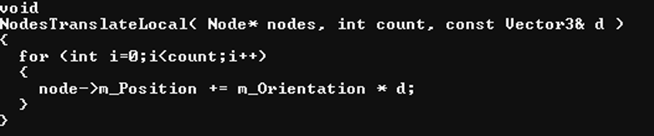 void
NodesTranslateLocal( Node* nodes, int count, const Vector3& d )
{
for (int i=0;i<count;i++)
{
node->m_Position += m_Orientation * d;
}
}